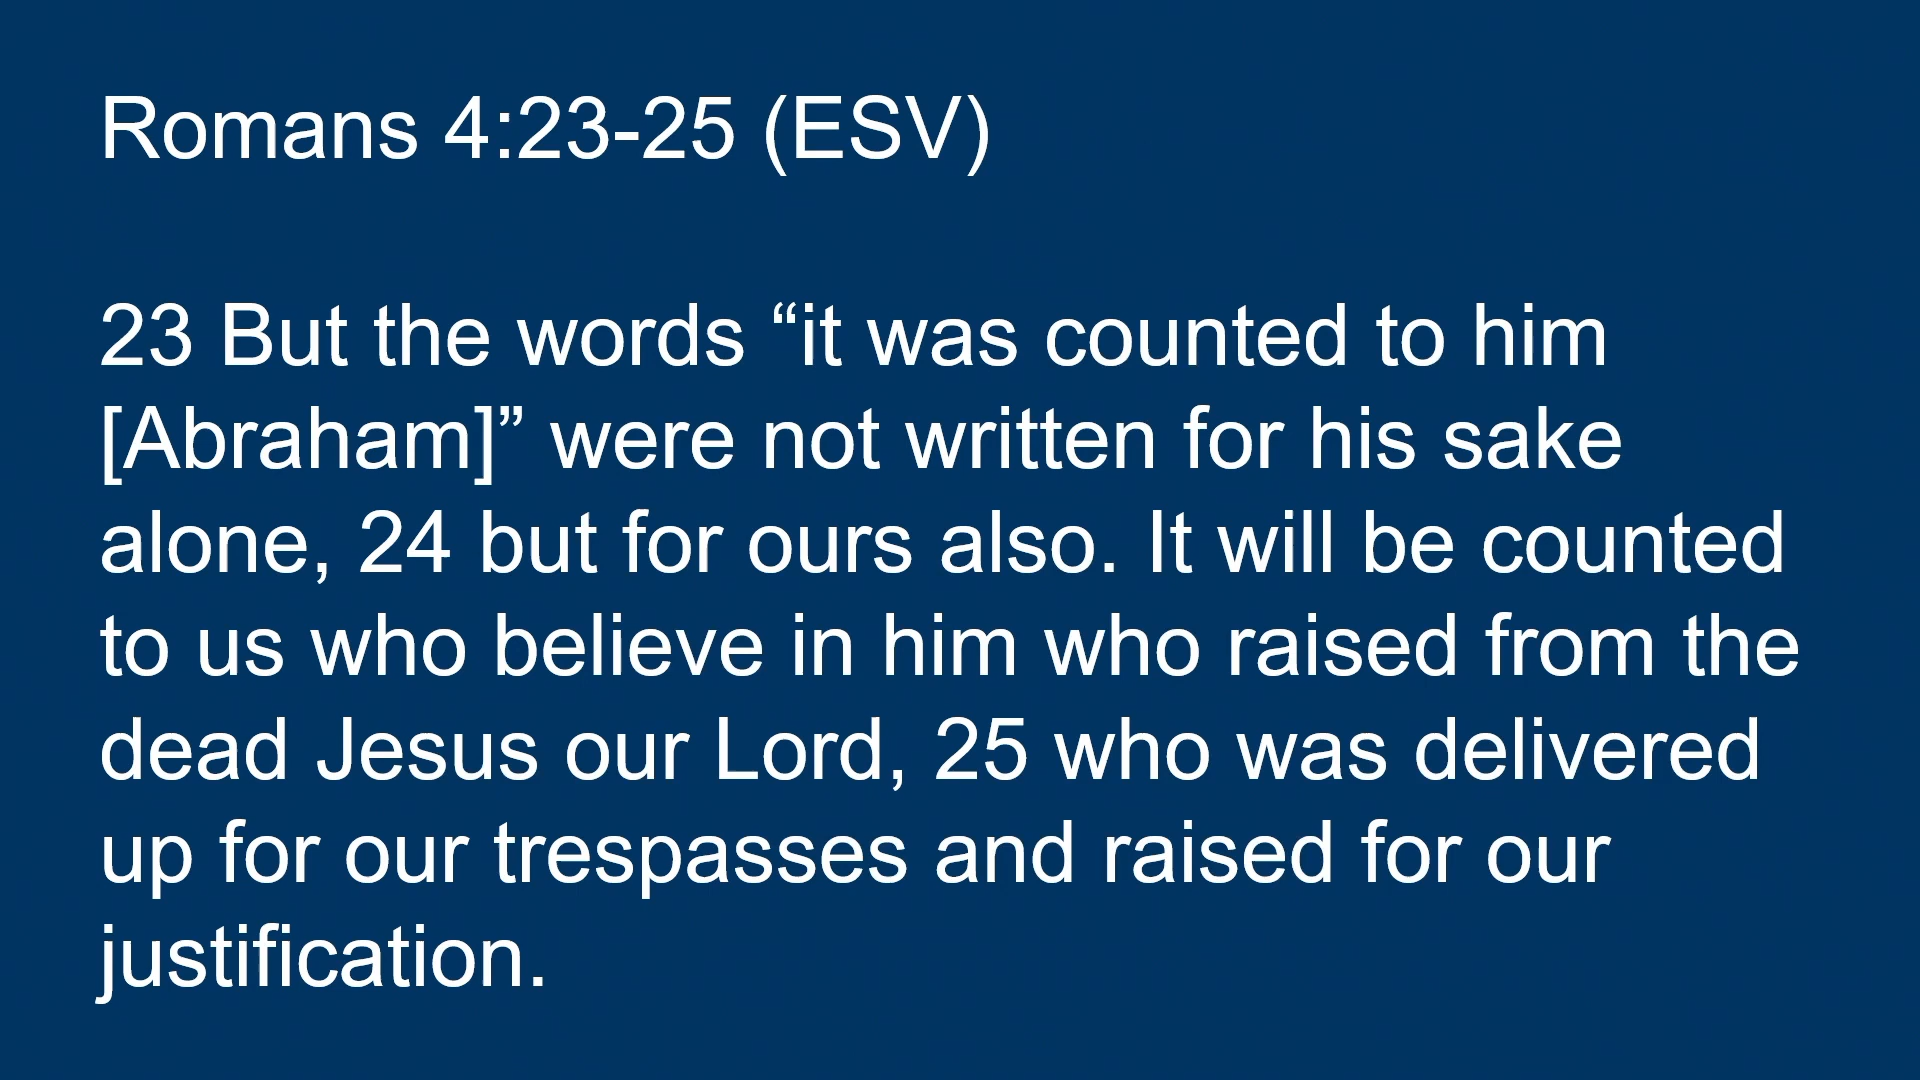 Romans 4:23-25 (ESV)
23 But the words “it was counted to him
[Abraham]” were not written for his sake
alone, 24 but for ours also. It will be counted
to us who believe in him who raised from the
dead Jesus our Lord, 25 who was delivered
up for our trespasses and raised for our
justification.